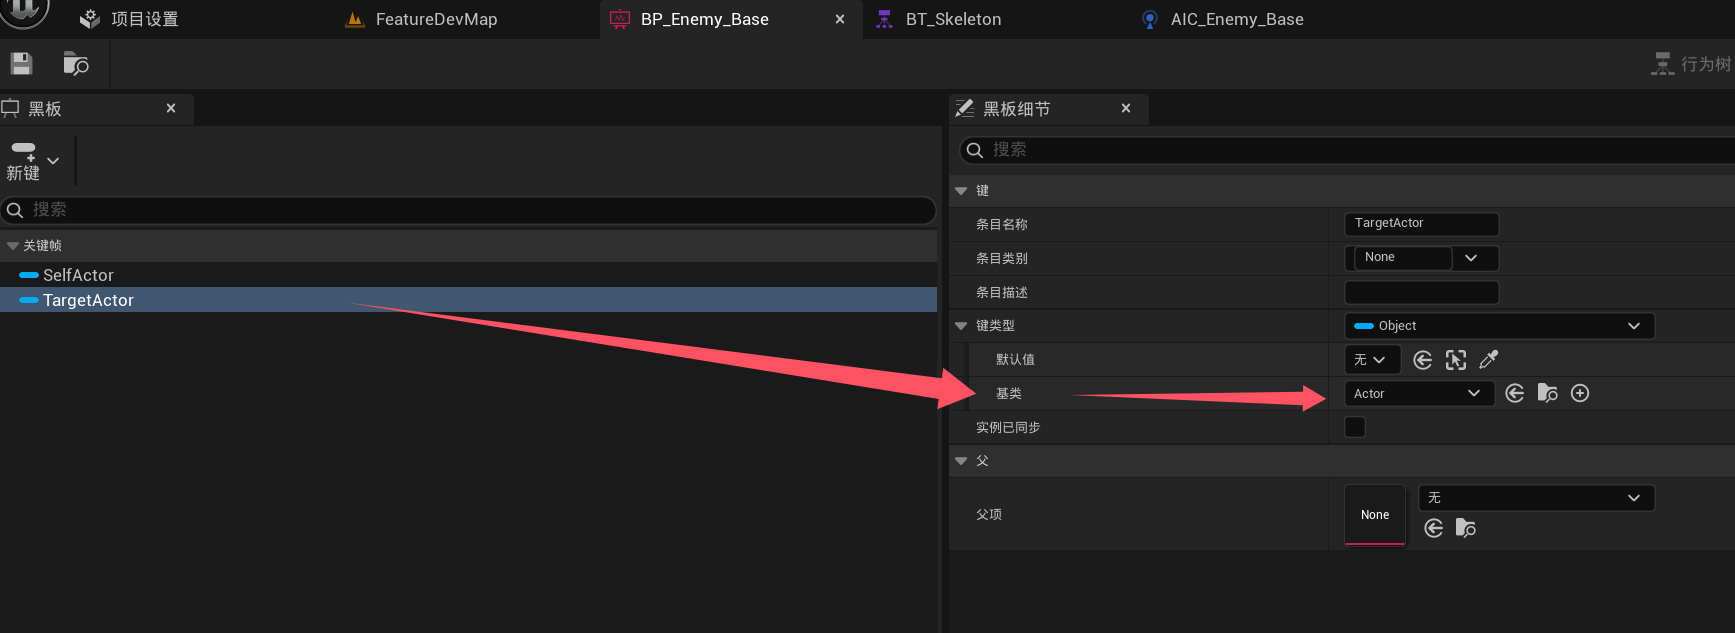 项目设置
FeatureDevMap
BP_Enemy_Base
BT_Skeleton
AIC_Enemy_Base
行为树
黑板
新键
搜索
关键帧
SelfActor
TargetActor
黑板细节
搜索
键
条目名称 TargetActor
条目类别 None
条目描述
键类型 Object
默认值 无
基类 Actor
实例已同步
父
父项 None 无